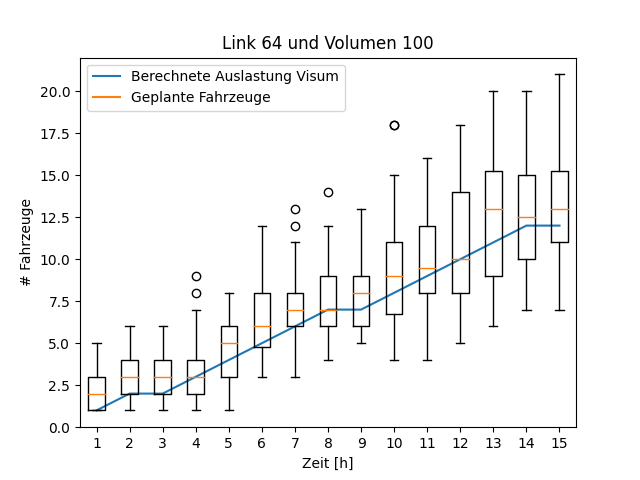 Link 64 und Volumen 100
Berechnete Auslastung Visum
Geplante Fahrzeuge
# Fahrzeuge
20.0
17.5
15.0
12.5
10.0
7.5
5.0
2.5
0.0
1 2 3 4 5 6 7 8 9 10 11 12 13 14 15
Zeit [h]